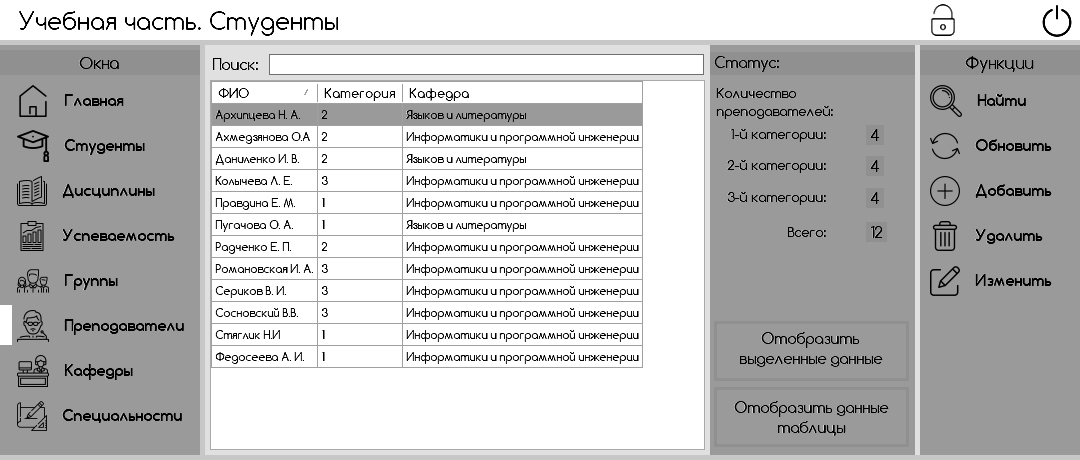 Учебная часть. Студенты
Окна
Главная
Студенты
Дисциплины
Успеваемость
Группы
Преподаватели
Кафедры
Специальности
Поиск:
ФИО Категория Кафедра
Архипцева Н. А. 2 Языков и литературы
Ахмедзянова О.А 2 Информатики и программной инженерии
Даниленко И. В. 2 Языков и литературы
Колычева Л. Е. 3 Информатики и программной инженерии
Правдина Е. М. 1 Информатики и программной инженерии
Пугачова О. А. 1 Языков и литературы
Радченко Е. П. 2 Информатики и программной инженерии
Романовская И. А. 3 Информатики и программной инженерии
Сериков В. И. 3 Информатики и программной инженерии
Сосновский В.В. 3 Информатики и программной инженерии
Стяглик Н.И 1 Информатики и программной инженерии
Федосеева А. И. 1 Информатики и программной инженерии
Статус:
Количество
преподавателей:
1-й категории: 4
2-й категории: 4
3-й категории: 4
Всего: 12
Отобразить
выделенные данные
Отобразить данные
таблицы
Функции
Найти
Обновить
Добавить
Удалить
Изменить